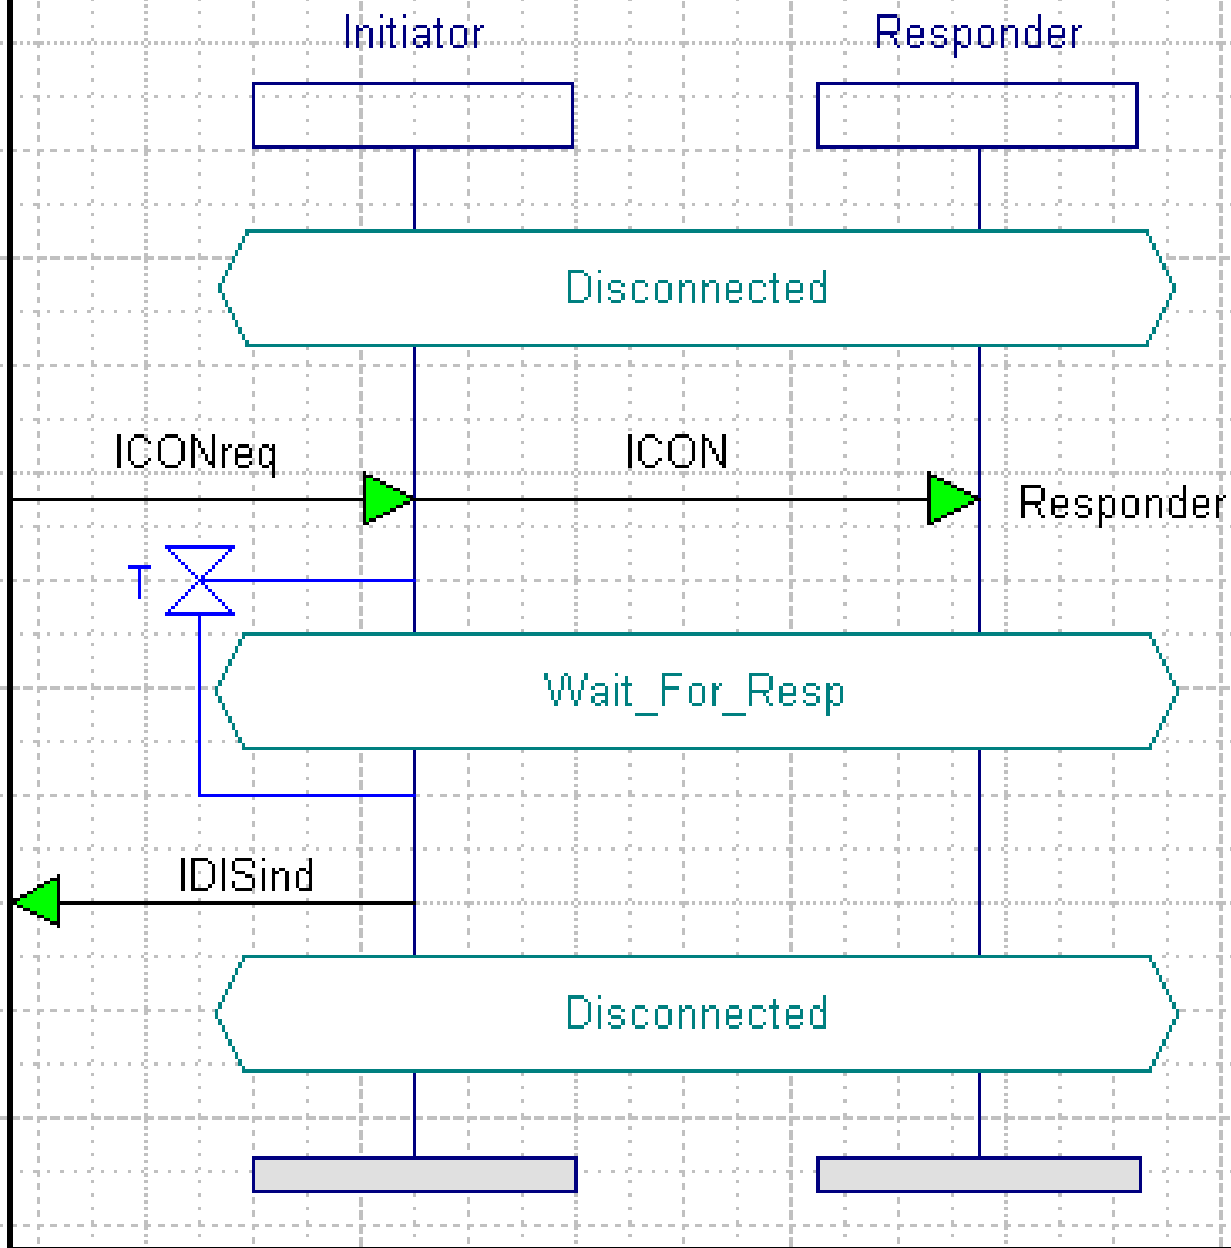 Initiator
Responder
Disconnected
ICONreq
ICON
Responder
T
Wait_For_Resp
IDISind
Disconnected